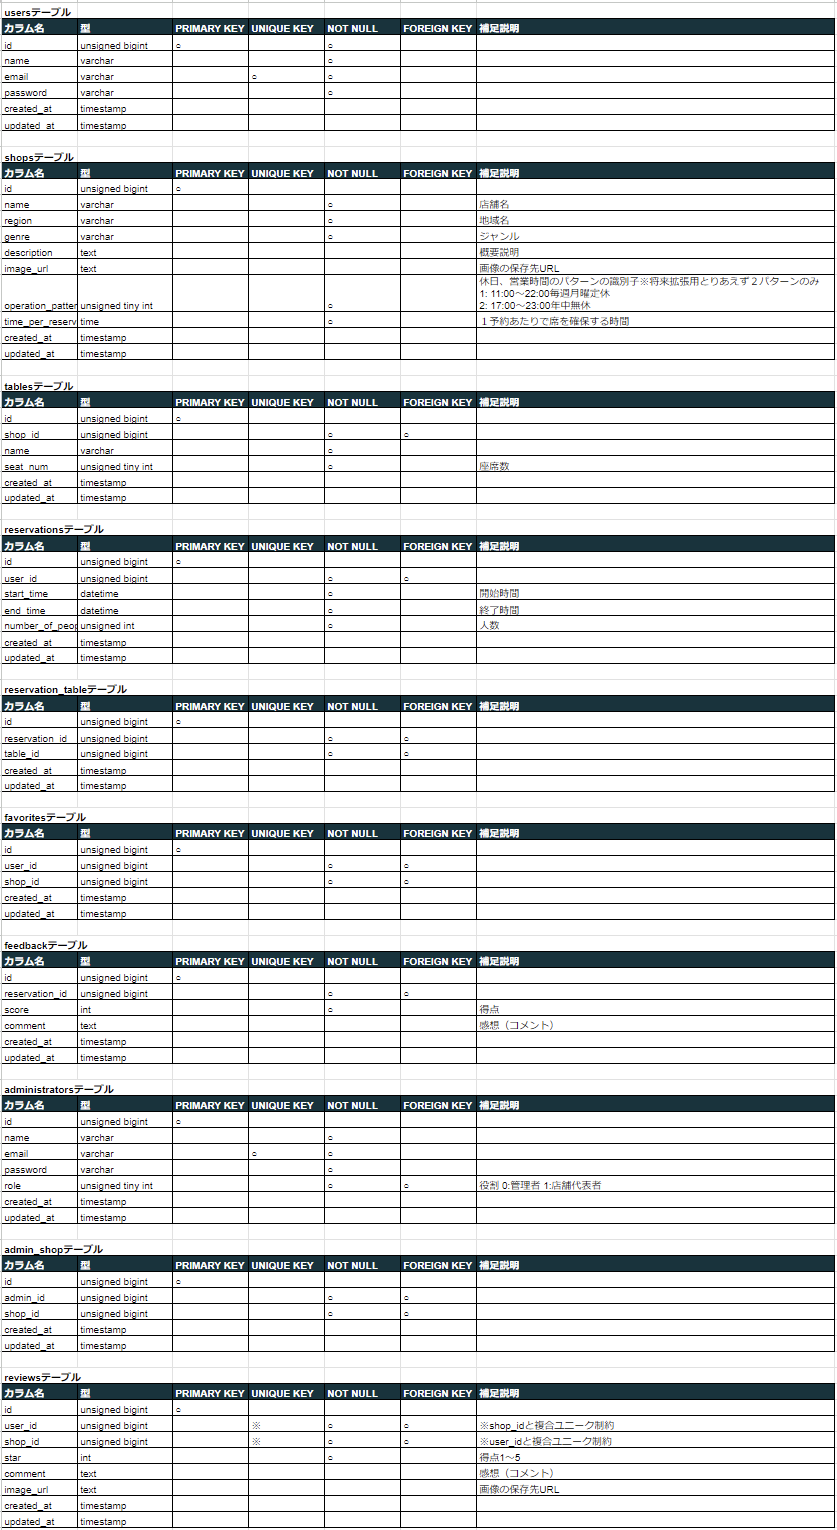 usersテーブル
カラム名 型 PRIMARY KEY UNIQUE KEY NOT NULL FOREIGN KEY 補足説明
id unsigned bigint ○ ○
name varchar ○
email varchar ○ ○
password varchar ○
created_at timestamp
updated_at timestamp
shopsテーブル
カラム名 型 PRIMARY KEY UNIQUE KEY NOT NULL FOREIGN KEY 補足説明
id unsigned bigint ○
name varchar ○ 店舗名
region varchar ○ 地域名
genre varchar ○ ジャンル
description text 概要説明
image_url text 画像の保存先URL
休日、営業時間のパターンの識別子※将来拡張用とりあえず２パターンのみ
1: 11:00～22:00毎週月曜定休
operation_patter unsigned tiny int ○ 2: 17:00～23:00年中無休
time_per_reserv time ○ １予約あたりで席を確保する時間
created_at timestamp
updated_at timestamp
tablesテーブル
カラム名 型 PRIMARY KEY UNIQUE KEY NOT NULL FOREIGN KEY 補足説明
id unsigned bigint ○
shop_id unsigned bigint ○ ○
name varchar ○
seat_num unsigned tiny int ○ 座席数
created_at timestamp
updated_at timestamp
reservationsテーブル
カラム名 型 PRIMARY KEY UNIQUE KEY NOT NULL FOREIGN KEY 補足説明
id unsigned bigint ○
user_id unsigned bigint ○ ○
start_time datetime ○ 開始時間
end_time datetime ○ 終了時間
number_of_peop unsigned int ○ 人数
created_at timestamp
updated_at timestamp
reservation_tableテーブル
カラム名 型 PRIMARY KEY UNIQUE KEY NOT NULL FOREIGN KEY 補足説明
id unsigned bigint ○
reservation_id unsigned bigint ○ ○
table_id unsigned bigint ○ ○
created_at timestamp
updated_at timestamp
favoritesテーブル
カラム名 型 PRIMARY KEY UNIQUE KEY NOT NULL FOREIGN KEY 補足説明
id unsigned bigint ○
user_id unsigned bigint ○ ○
shop_id unsigned bigint ○ ○
created_at timestamp
updated_at timestamp
feedbackテーブル
カラム名 型 PRIMARY KEY UNIQUE KEY NOT NULL FOREIGN KEY 補足説明
id unsigned bigint ○
reservation_id unsigned bigint ○ ○
score int ○ 得点
comment text 感想（コメント）
created_at timestamp
updated_at timestamp
administratorsテーブル
カラム名 型 PRIMARY KEY UNIQUE KEY NOT NULL FOREIGN KEY 補足説明
id unsigned bigint ○
name varchar ○
email varchar ○ ○
password varchar ○
role unsigned tiny int ○ ○ 役割 0:管理者 1:店舗代表者
created_at timestamp
updated_at timestamp
admin_shopテーブル
カラム名 型 PRIMARY KEY UNIQUE KEY NOT NULL FOREIGN KEY 補足説明
id unsigned bigint ○
admin_id unsigned bigint ○ ○
shop_id unsigned bigint ○ ○
created_at timestamp
updated_at timestamp
reviewsテーブル
カラム名 型 PRIMARY KEY UNIQUE KEY NOT NULL FOREIGN KEY 補足説明
id unsigned bigint ○
user_id unsigned bigint ※ ○ ○ ※shop_idと複合ユニーク制約
shop_id unsigned bigint ※ ○ ○ ※user_idと複合ユニーク制約
star int ○ 得点1～5
comment text 感想（コメント）
image_url text 画像の保存先URL
created_at timestamp
updated_at timestamp